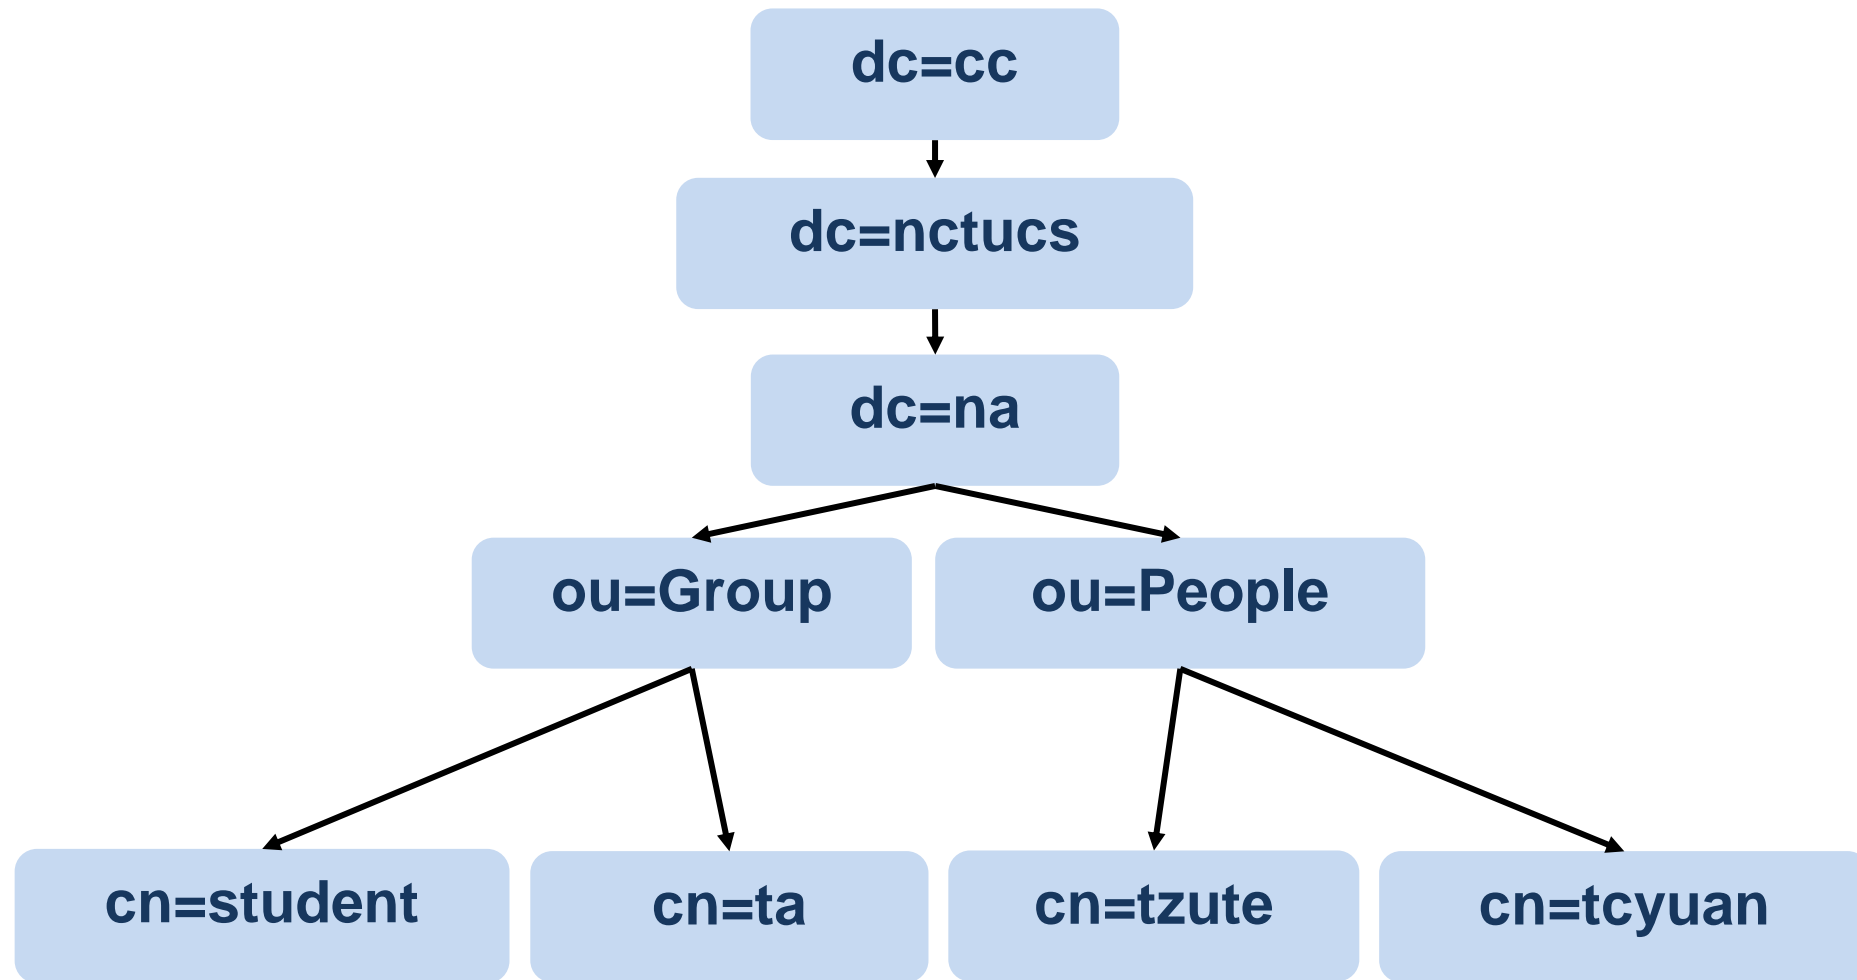 dc=cc
dc=nctucs
dc=na
ou=Group
ou=People
cn=student
cn=ta
cn=tzute
cn=tcyuan